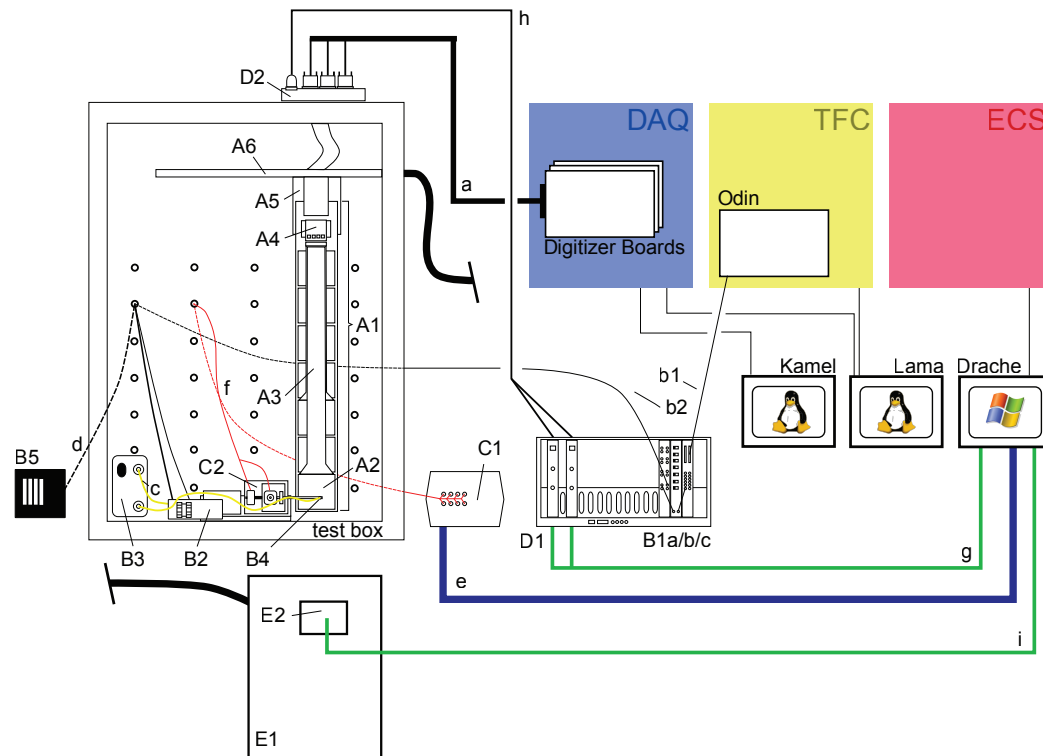 h
D2
DAQ
TFC
ECS
A6
A5
a
A4
Odin
Digitizer Boards
A1
Kamel
Lama
Drache
b1
f
A3
b2
d
B5
C1
C2
A2
c
test box
D1
B1a/b/c
B3
B2
B4
g
e
E2
i
E1